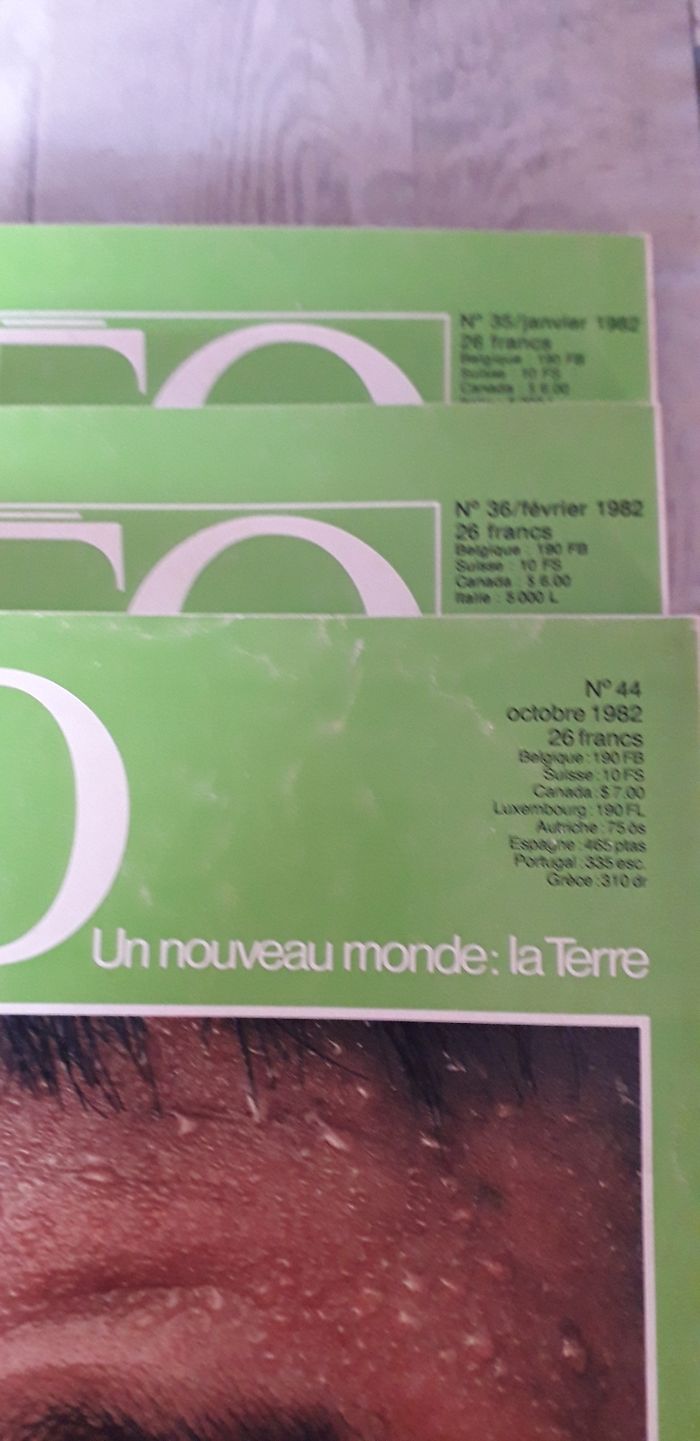 EO
N° 35/janvier 1982
26 francs
Belgique : 190 FB
Suisse : 10 FS
Canada : $ 6.00
EO
N° 36/février 1982
26 francs
Belgique : 190 FB
Suisse : 10 FS
Canada : $ 6.00
Italie : 5000 L
O
N° 44
octobre 1982
26 francs
Belgique : 190 FB
Suisse : 10 FS
Canada : $ 7.00
Luxembourg : 190 FL
Autriche : 75 ös
Espagne : 465 ptas
Portugal : 335 esc.
Grèce : 310 dr
Un nouveau monde: la Terre